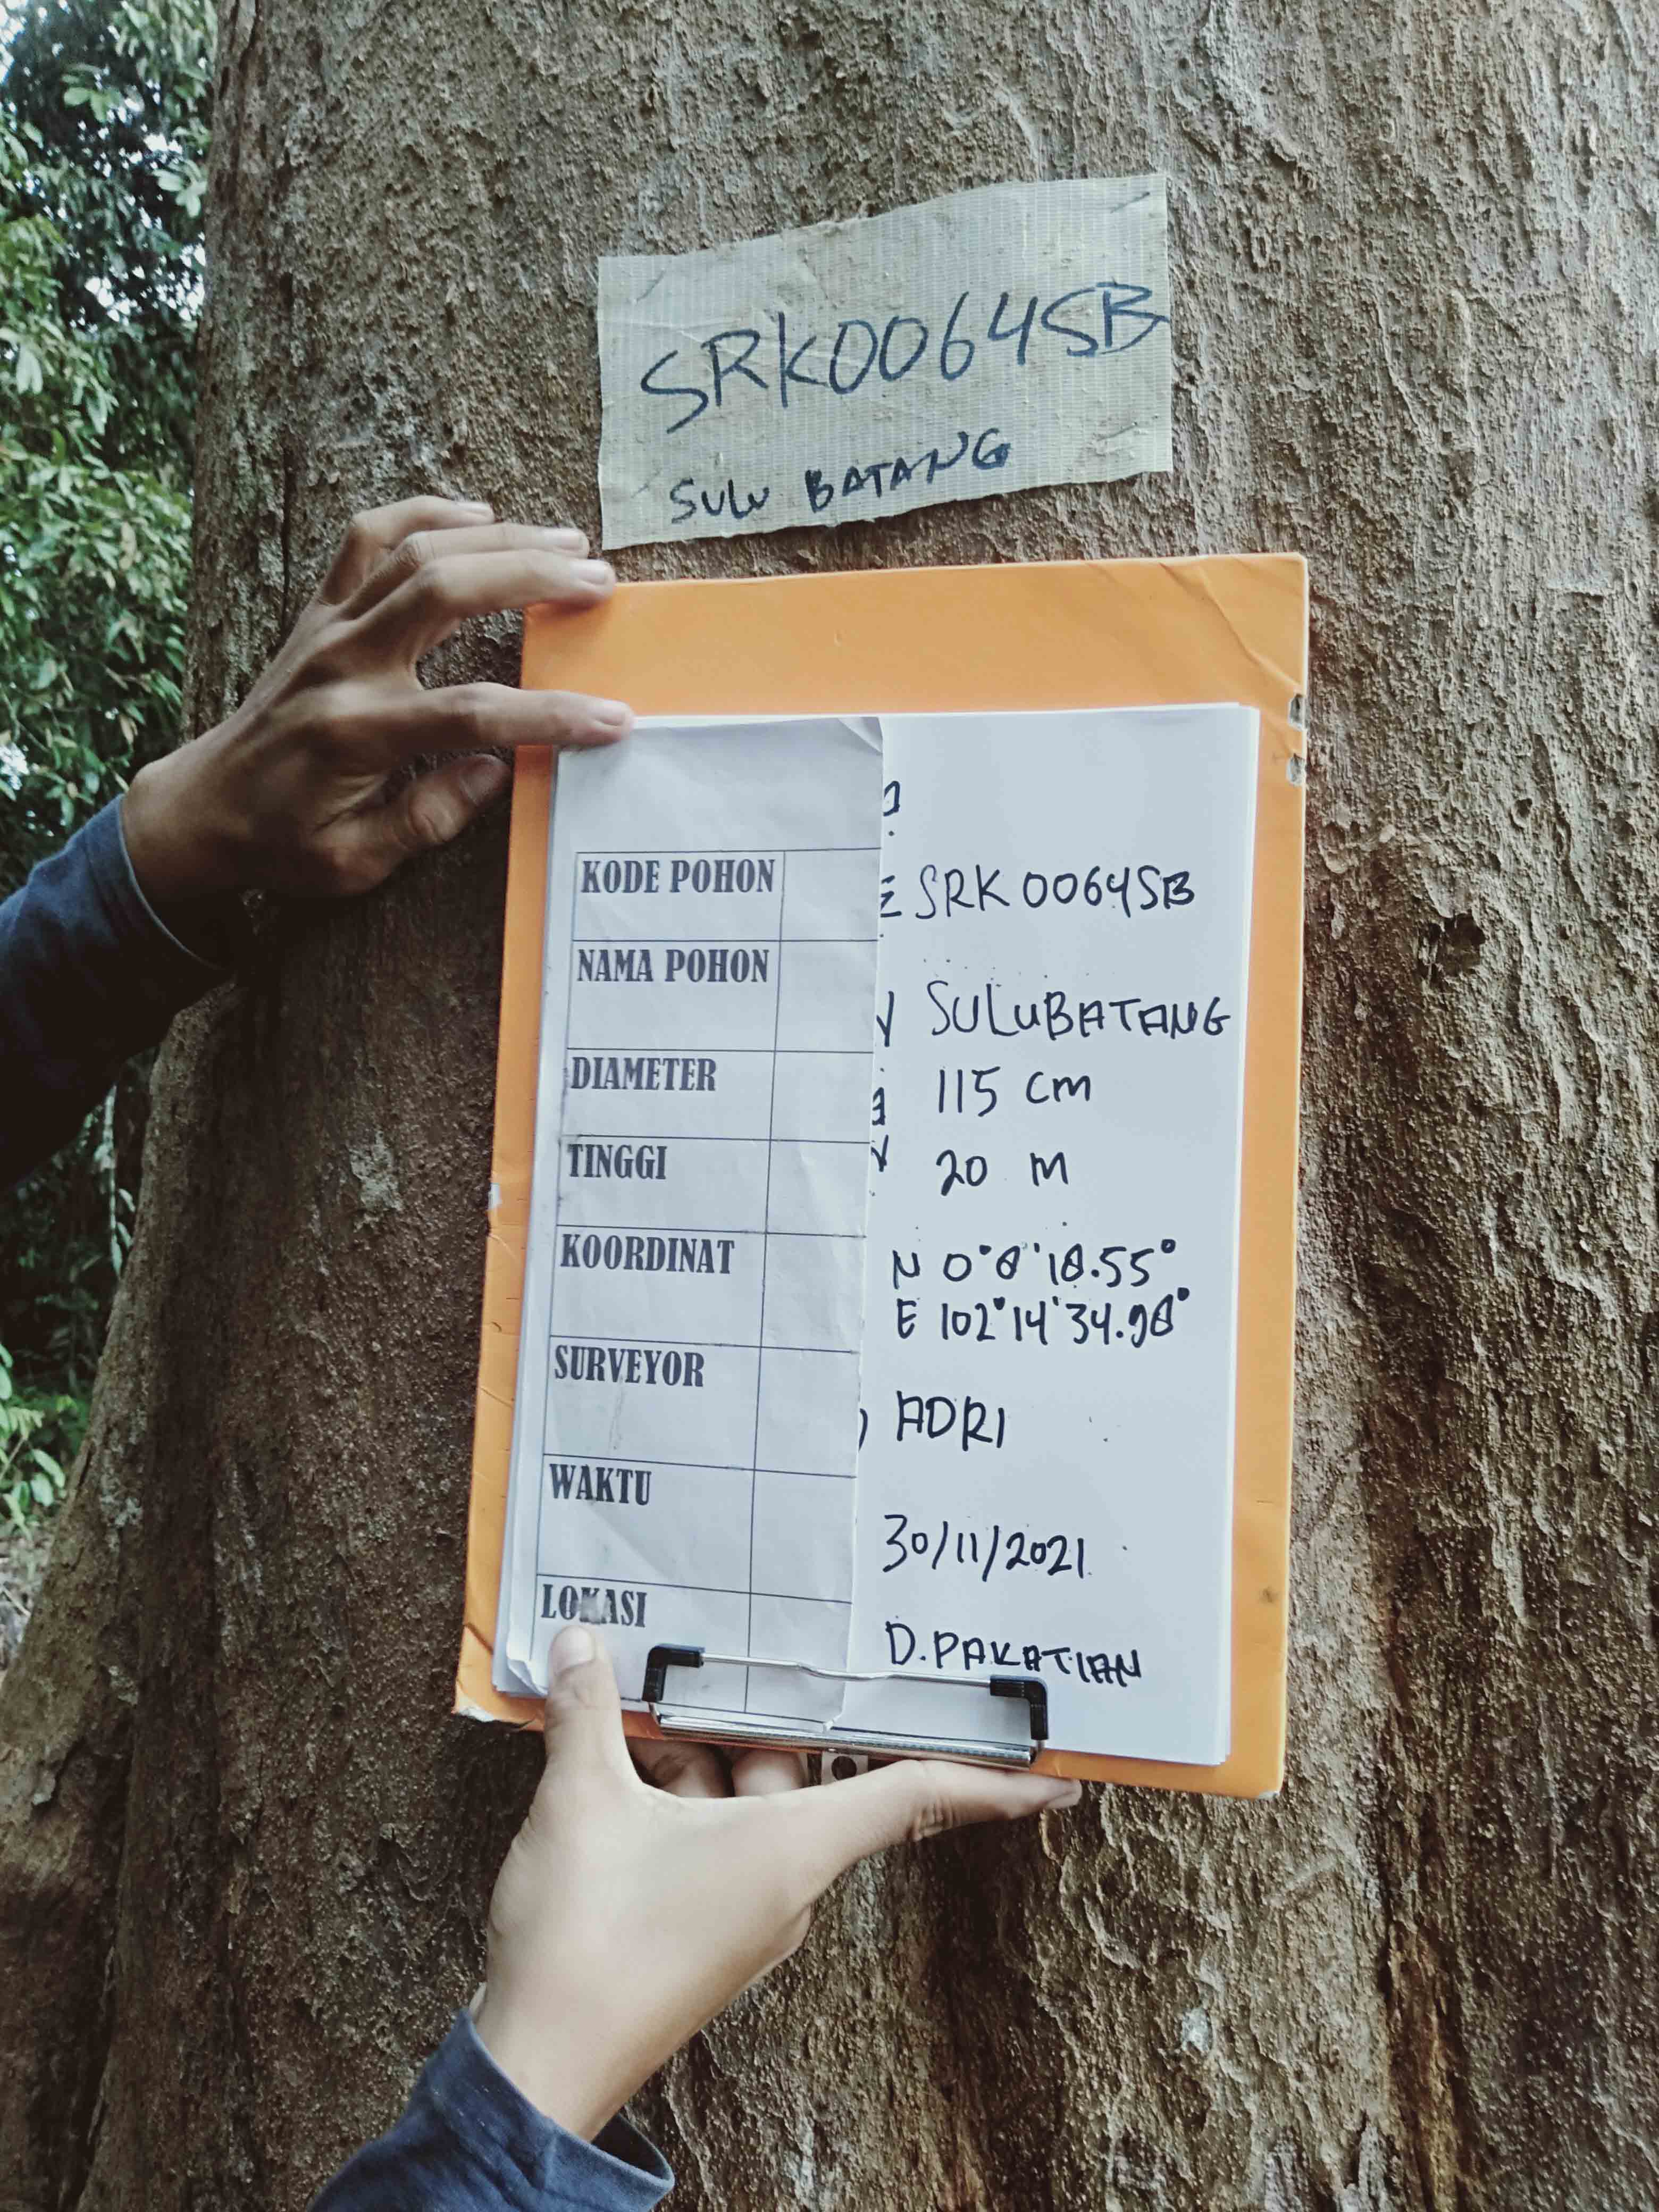 SRK0064SB
SULU BATANG
KODE POHON SRK0064SB
NAMA POHON SULUBATANG
DIAMETER 115 cm
TINGGI 20 M
KOORDINAT N 0°8'18.55°
E 102°14'34.98°
SURVEYOR ADRI
WAKTU 30/11/2021
LOKASI D.PAKATIAN